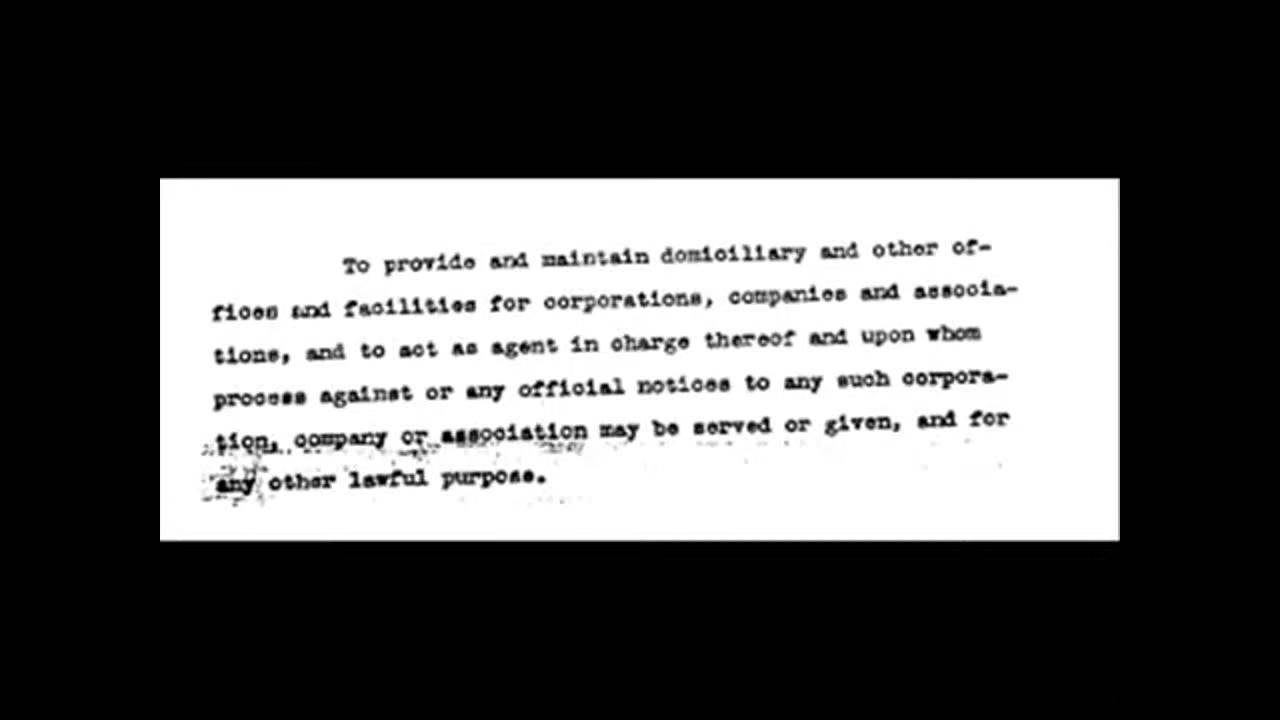 To provide and maintain domiciliary and other of-
fices and facilities for corporations, companies and associa-
tions, and to act as agent in charge thereof and upon whom
process against or any official notices to any such corpora-
tion, company or association may be served or given, and for
any other lawful purpose.